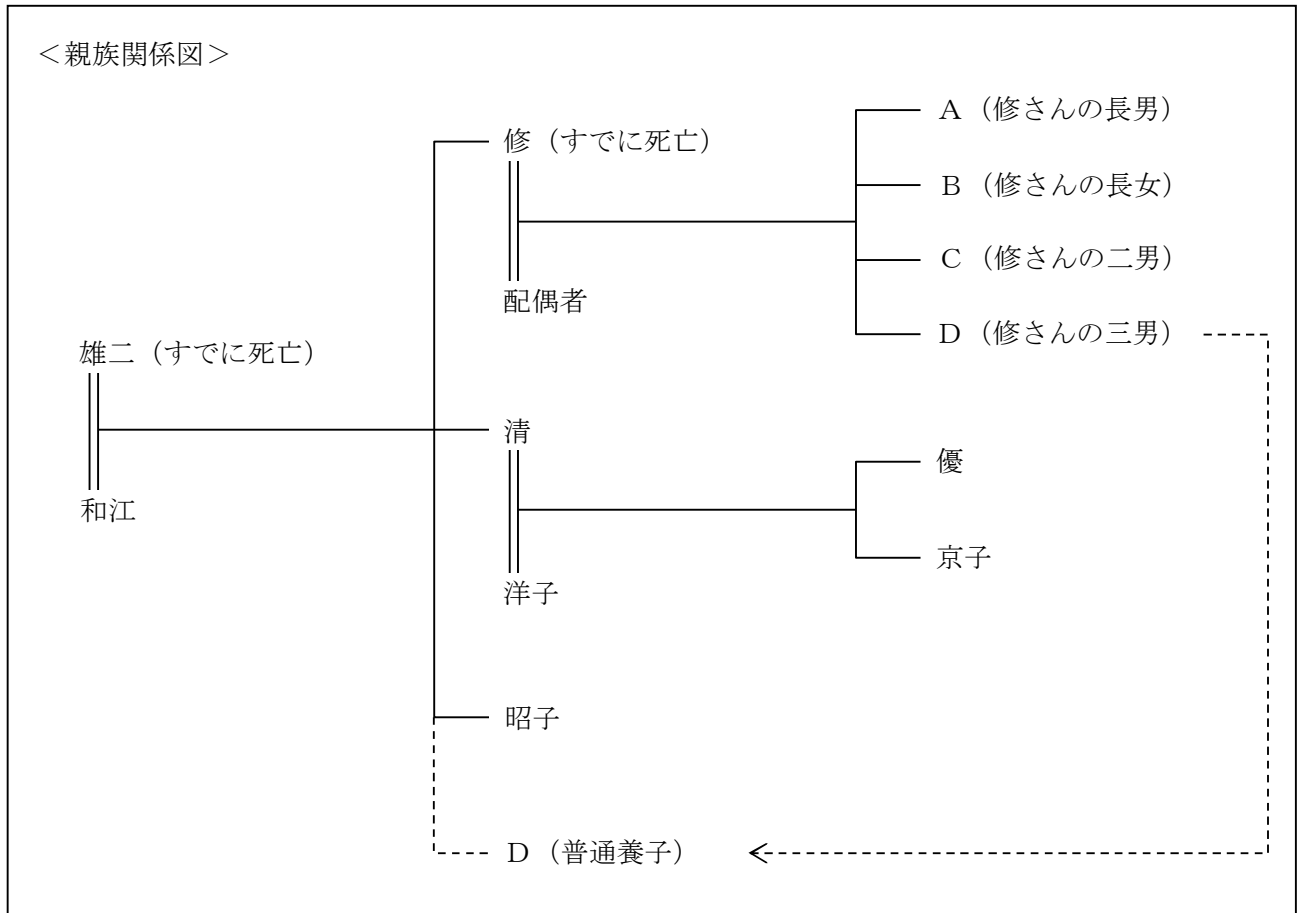 ＜親族関係図＞
Ａ（修さんの長男）
修（すでに死亡）
Ｂ（修さんの長女）
Ｃ（修さんの二男）
配偶者
Ｄ（修さんの三男）
雄二（すでに死亡）
清
優
和江
京子
洋子
昭子
Ｄ（普通養子）